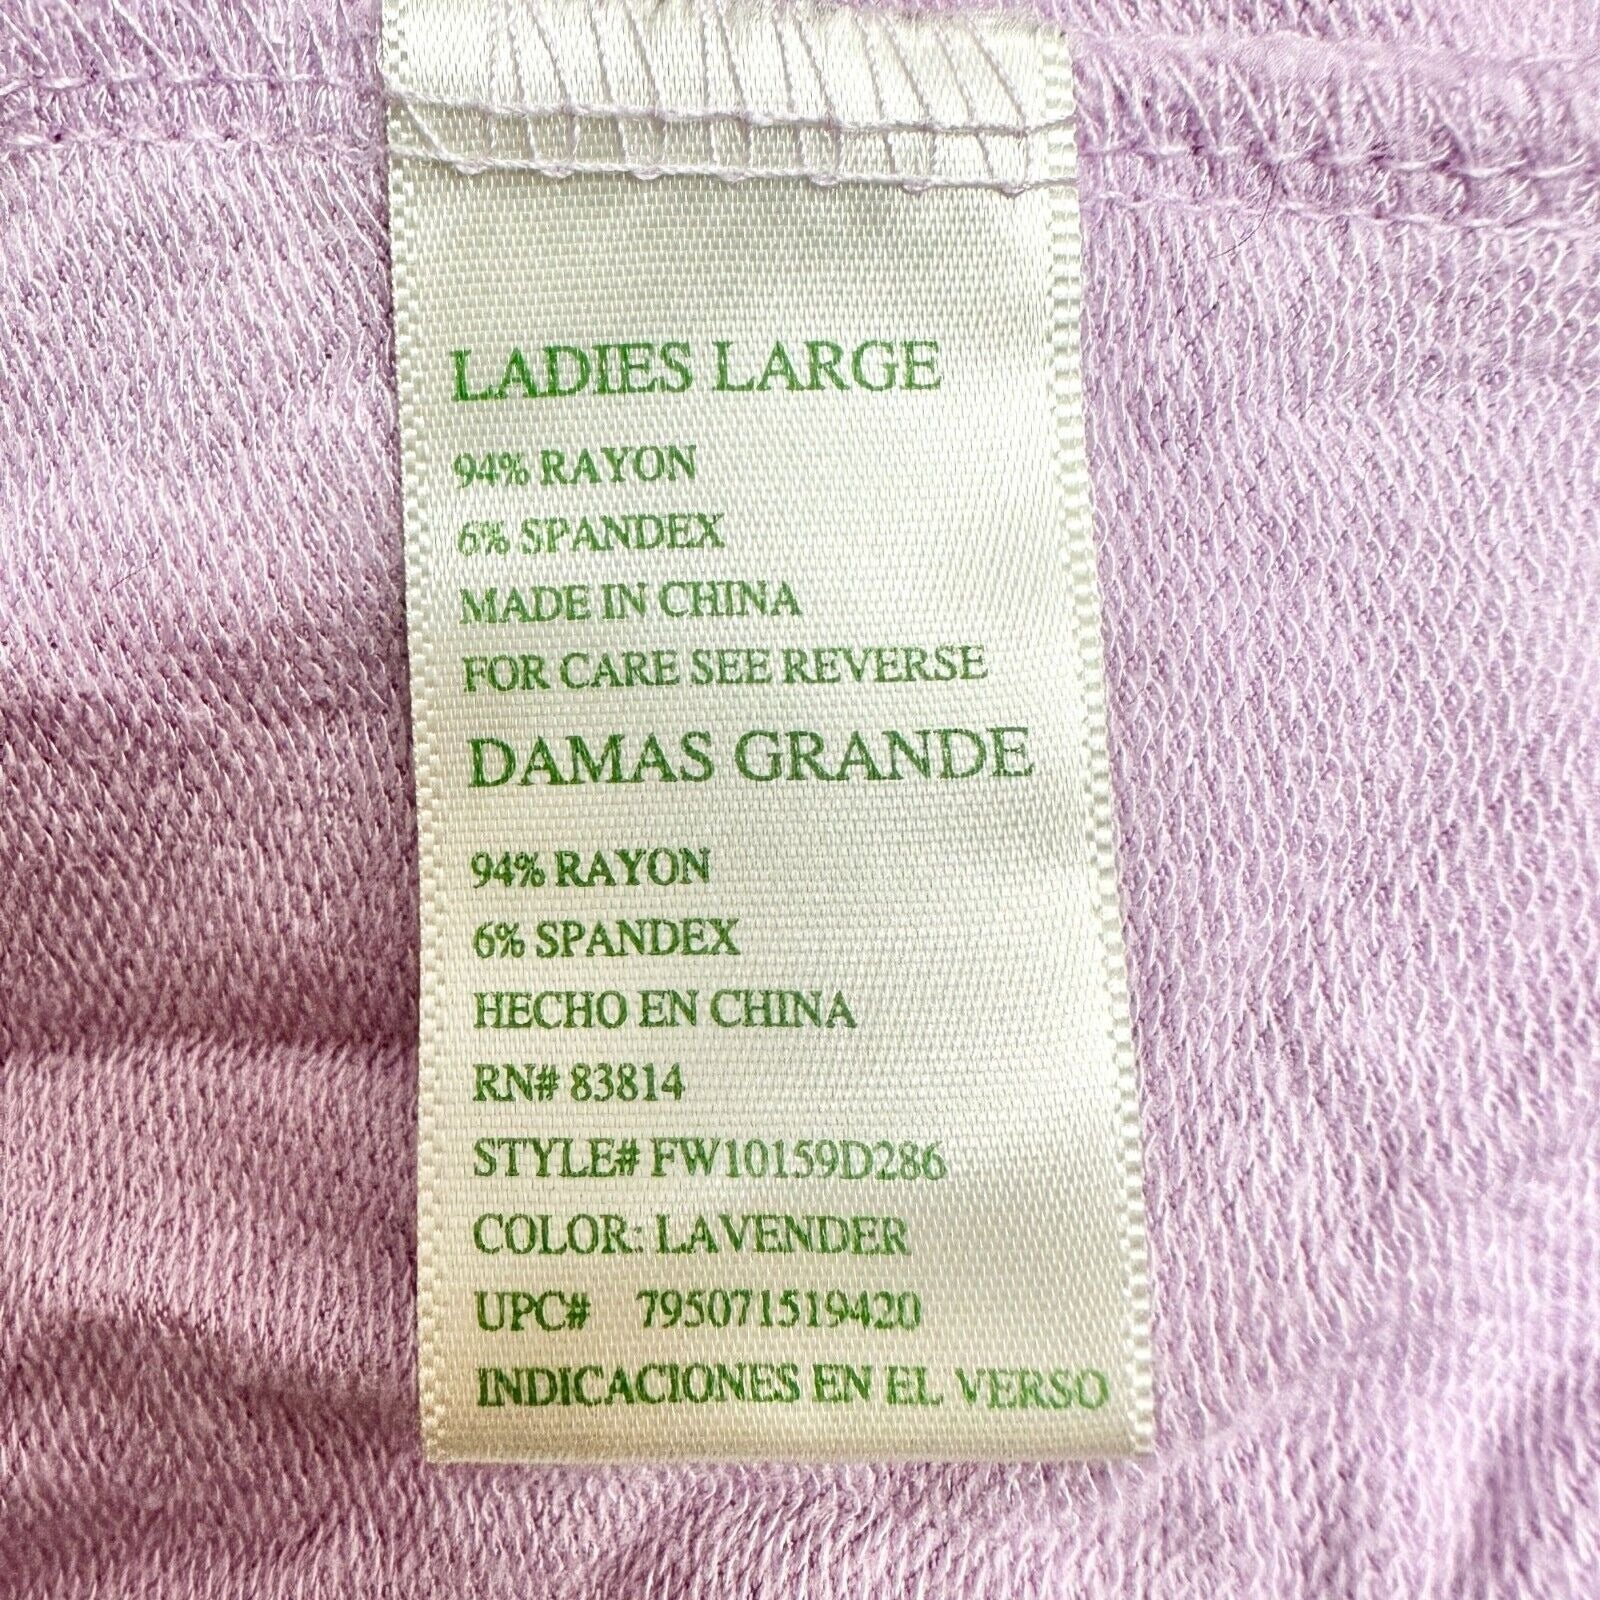 LADIES LARGE
94% RAYON
6% SPANDEX
MADE IN CHINA
FOR CARE SEE REVERSE
DAMAS GRANDE
94% RAYON
6% SPANDEX
HECHO EN CHINA
RN# 83814
STYLE# FW10159D286
COLOR: LAVENDER
UPC# 795071519420
INDICACIONES EN EL VERSO